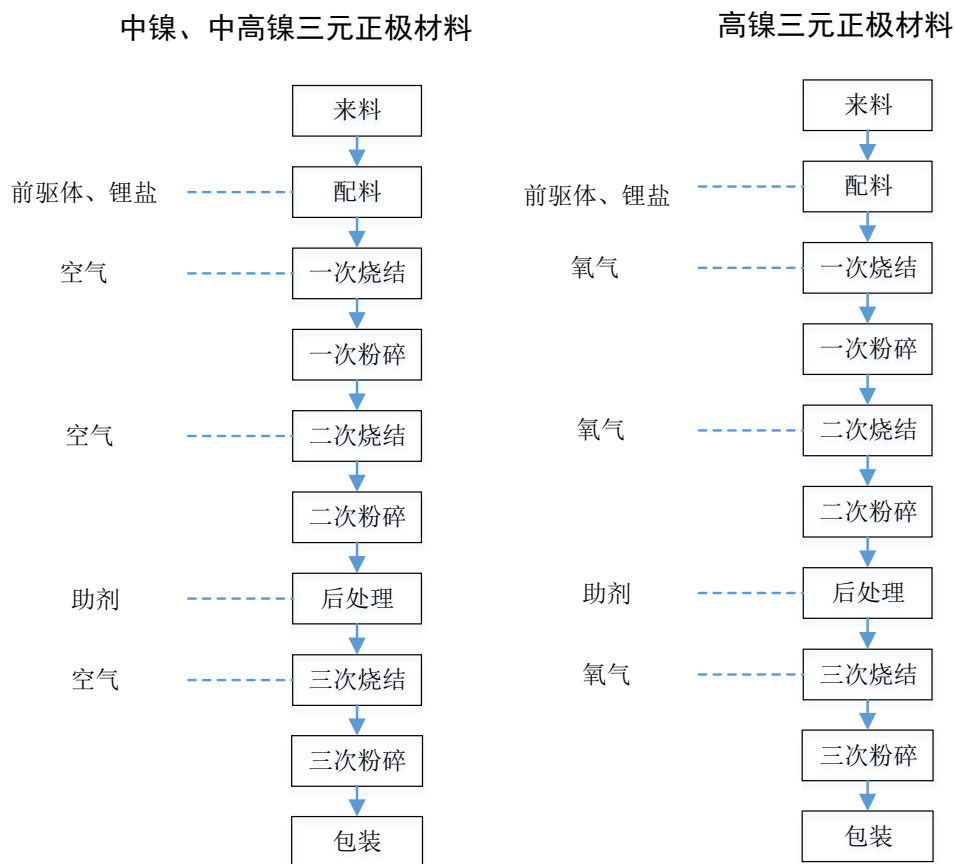 中镍、中高镍三元正极材料
来料
前驱体、锂盐
配料
空气
一次烧结
一次粉碎
空气
二次烧结
二次粉碎
助剂
后处理
空气
三次烧结
三次粉碎
包装
高镍三元正极材料
来料
前驱体、锂盐
配料
氧气
一次烧结
一次粉碎
氧气
二次烧结
二次粉碎
助剂
后处理
氧气
三次烧结
三次粉碎
包装